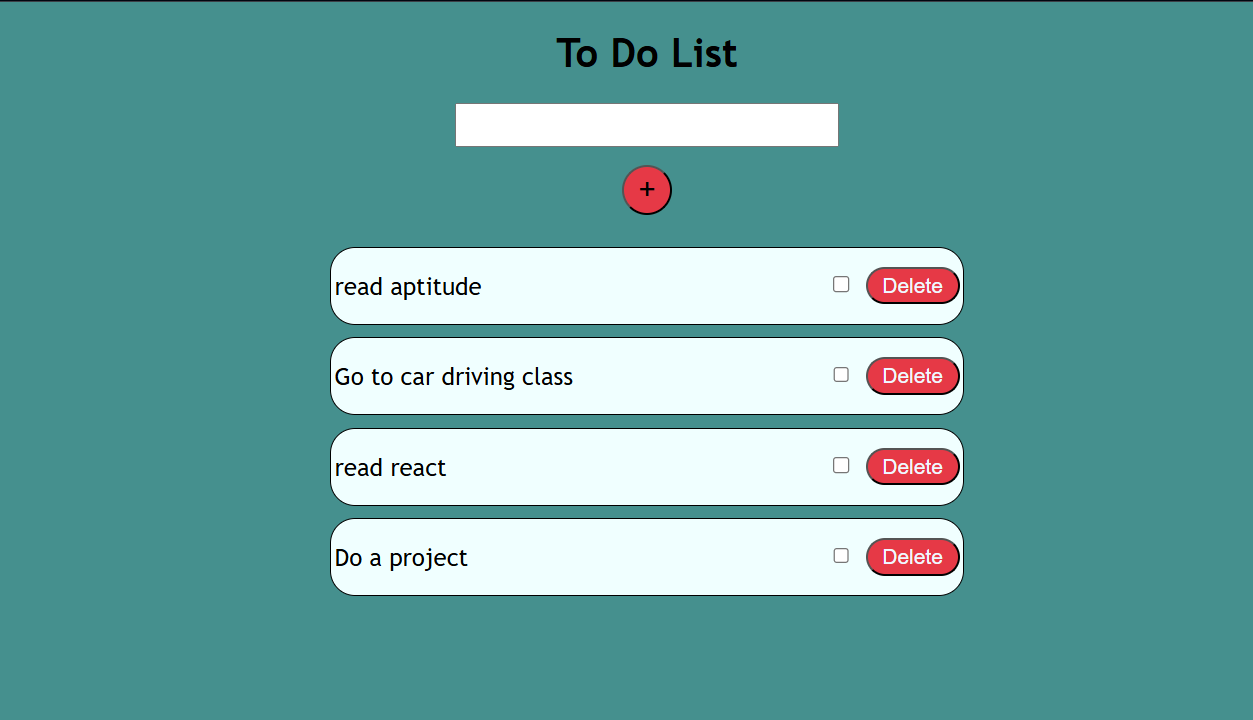 To Do List
+
read aptitude Delete
Go to car driving class Delete
read react Delete
Do a project Delete